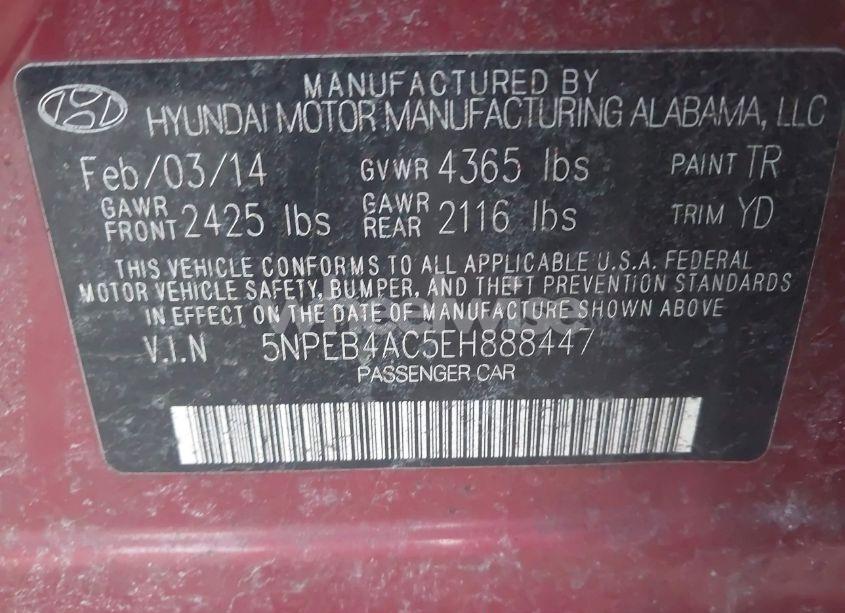 MANUFACTURED BY
HYUNDAI MOTOR MANUFACTURING ALABAMA, LLC
Feb/03/14 GVWR 4365 lbs PAINT TR
GAWR FRONT 2425 lbs GAWR REAR 2116 lbs TRIM YD
THIS VEHICLE CONFORMS TO ALL APPLICABLE U.S.A. FEDERAL
MOTOR VEHICLE SAFETY, BUMPER, AND THEFT PREVENTION STANDARDS
IN EFFECT ON THE DATE OF MANUFACTURE SHOWN ABOVE
wheelwise
V.I.N 5NPEB4AC5EH888447
PASSENGER CAR